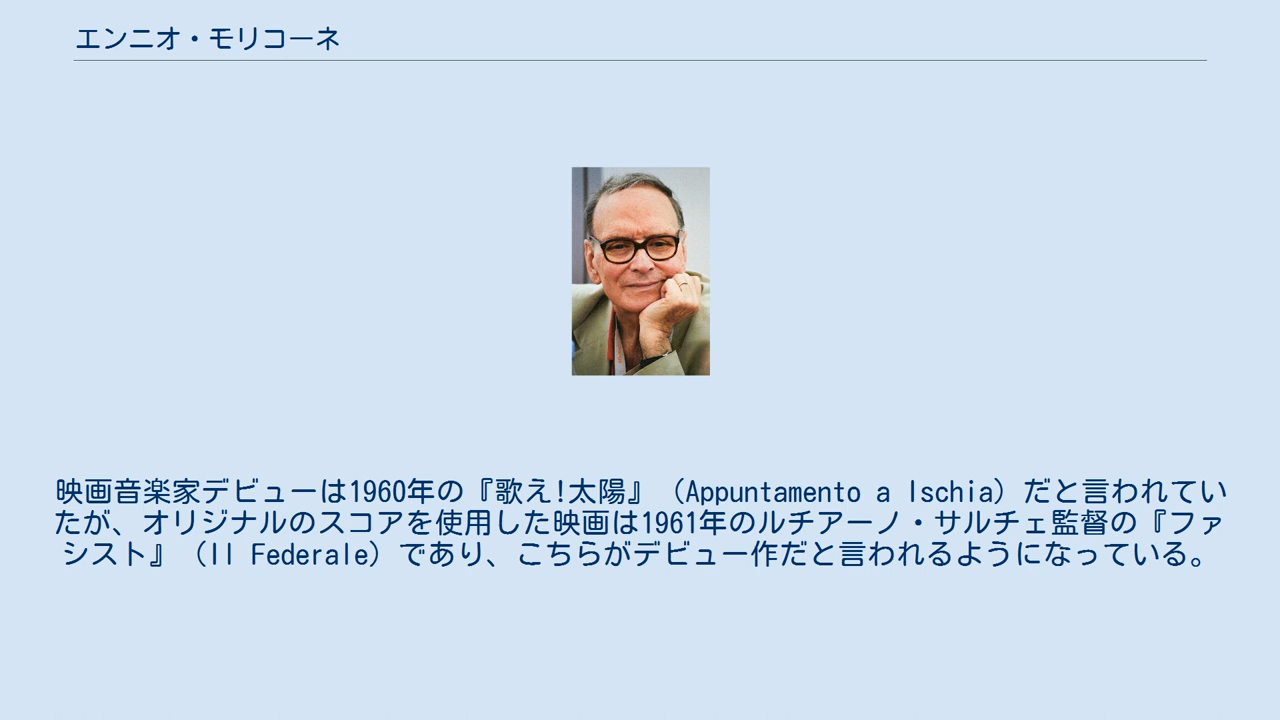 エンニオ・モリコーネ
映画音楽家デビューは1960年の『歌え!太陽』（Appuntamento a Ischia）だと言われてい
たが、オリジナルのスコアを使用した映画は1961年のルチアーノ・サルチェ監督の『ファ
シスト』（Il Federale）であり、こちらがデビュー作だと言われるようになっている。